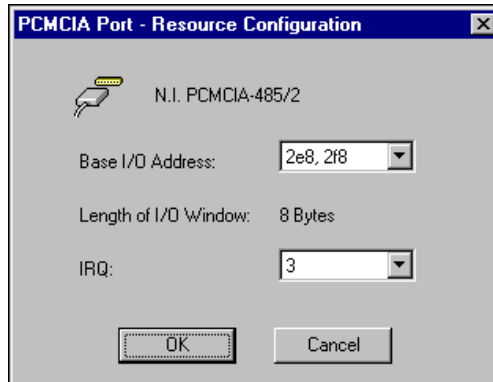 PCMCIA Port - Resource Configuration
N.I. PCMCIA-485/2
Base I/O Address: 2e8, 2f8
Length of I/O Window: 8 Bytes
IRQ: 3
OK Cancel